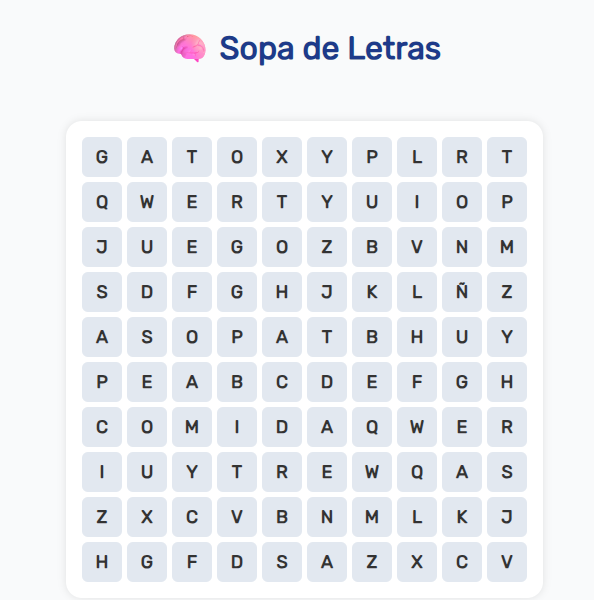 Sopa de Letras
G A T O X Y P L R T
Q W E R T Y U I O P
J U E G O Z B V N M
S D F G H J K L Ñ Z
A S O P A T B H U Y
P E A B C D E F G H
C O M I D A Q W E R
I U Y T R E W Q A S
Z X C V B N M L K J
H G F D S A Z X C V